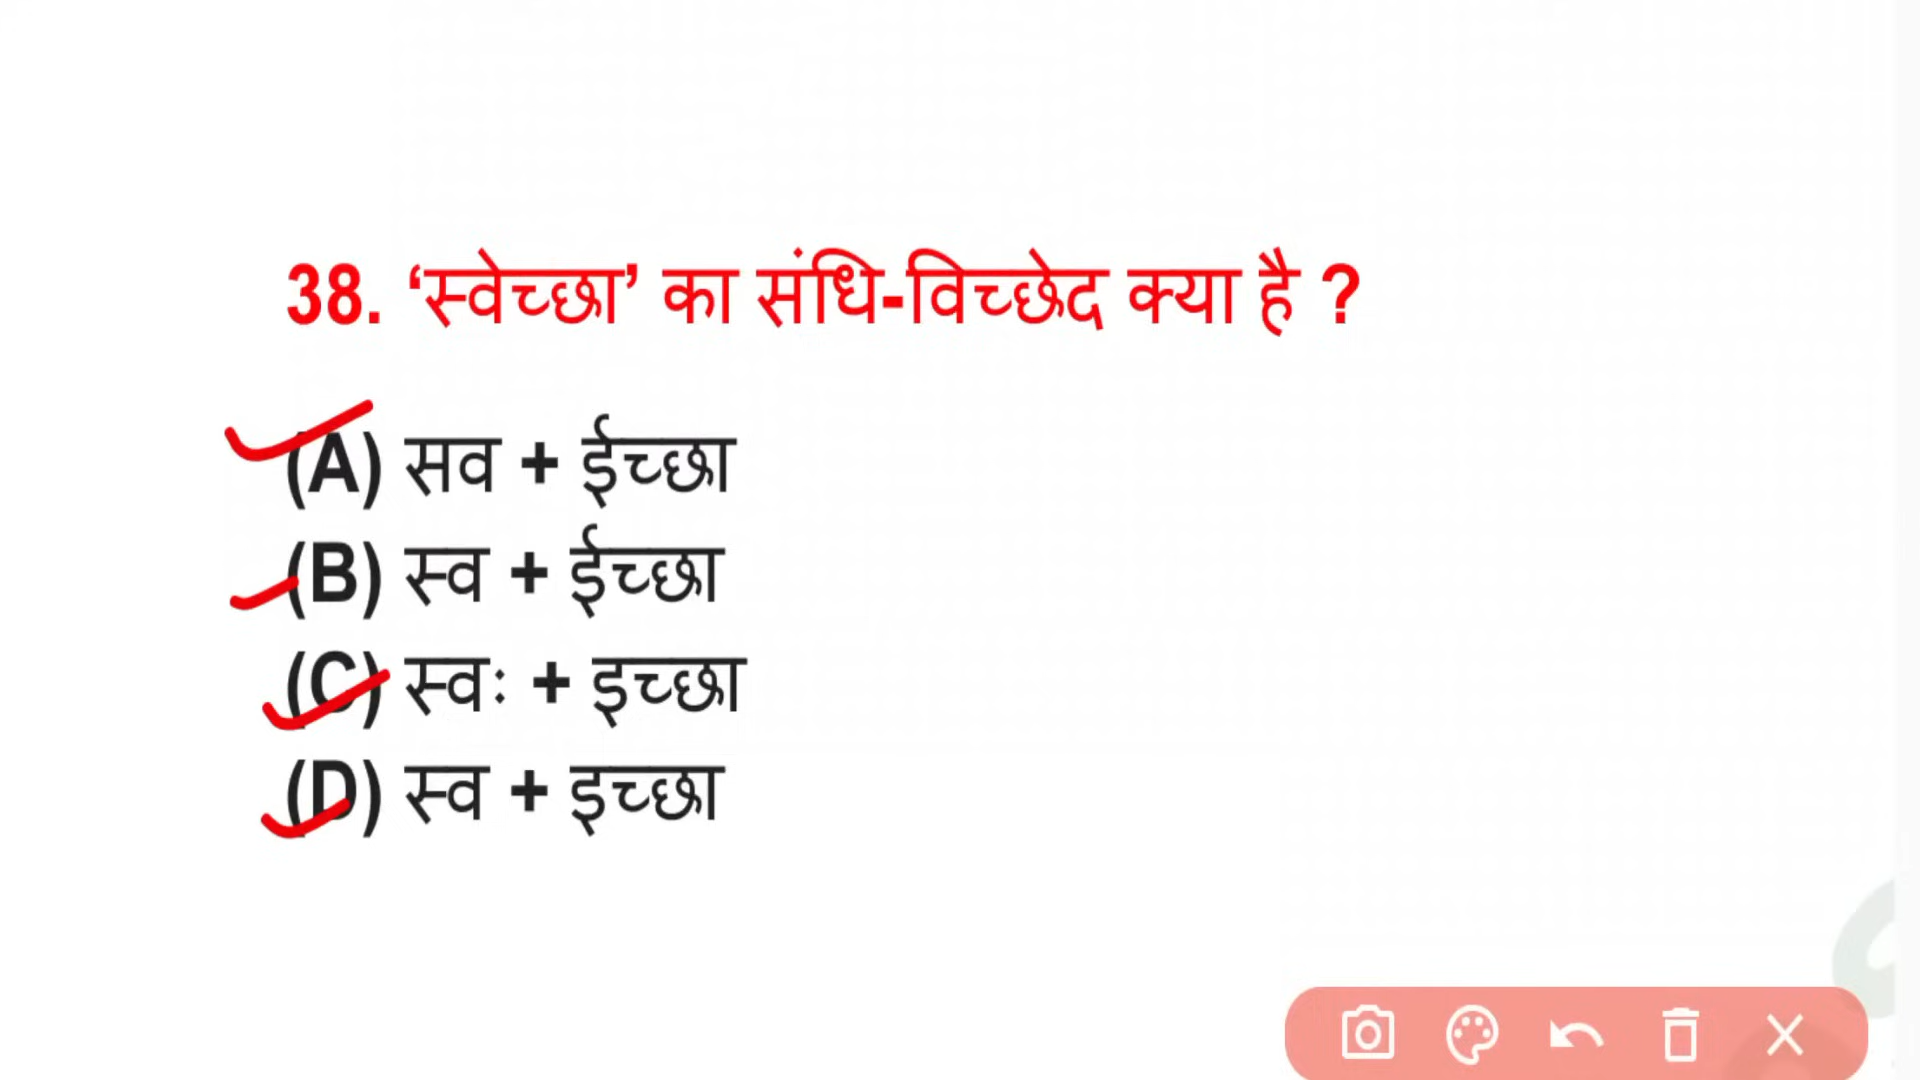 38. ‘स्वेच्छा’ का संधि-विच्छेद क्या है ?
(A) सव + ईच्छा
(B) स्व + ईच्छा
(C) स्वः + इच्छा
(D) स्व + इच्छा